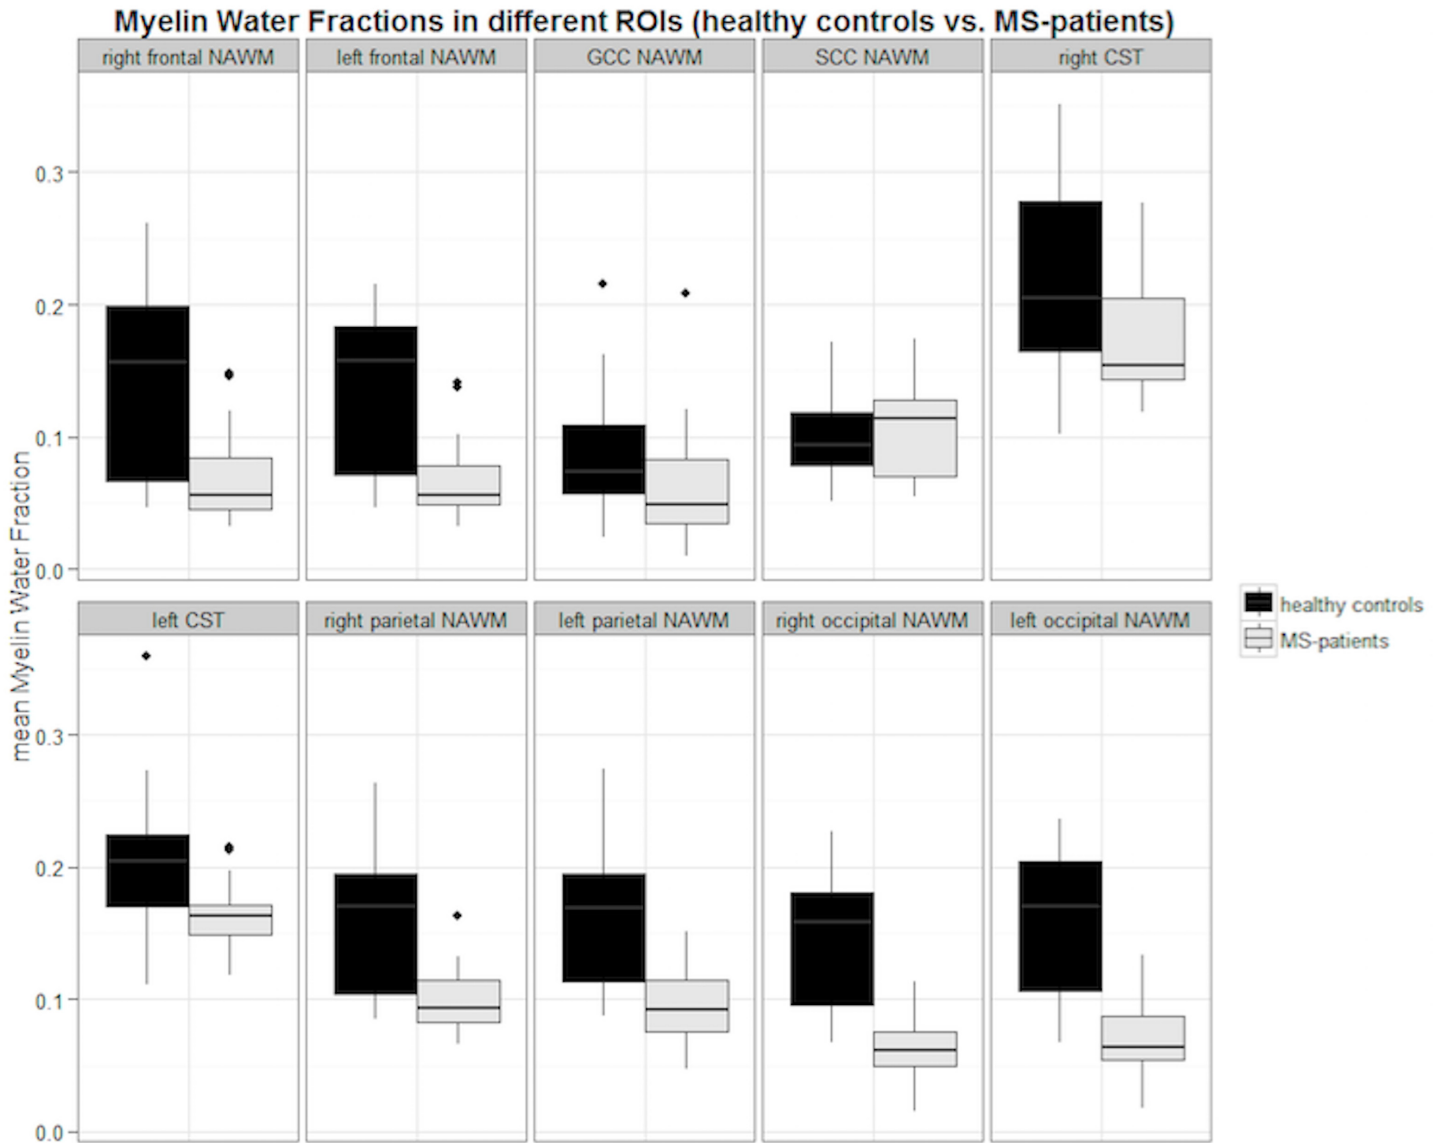 Myelin Water Fractions in different ROIs (healthy controls vs. MS-patients)
right frontal NAWM
left frontal NAWM
GCC NAWM
SCC NAWM
right CST
0.3
0.2
0.1
0.0
mean Myelin Water Fraction
left CST
right parietal NAWM
left parietal NAWM
right occipital NAWM
left occipital NAWM
0.3
0.2
0.1
0.0
healthy controls
MS-patients